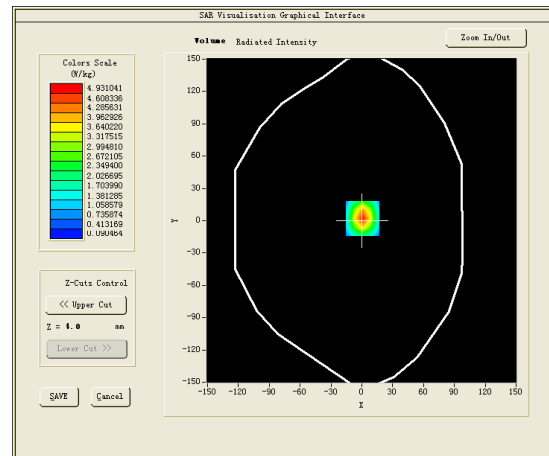 SAR Visualisation Graphical Interface
Volume Radiated Intensity
Zoom In/Out
Colors Scale
(W/kg)
4.931041
4.608336
4.285631
3.962926
3.640220
3.317515
2.994810
2.672105
2.349400
2.026695
1.703990
1.381285
1.058579
0.735874
0.413169
0.090464
Z-Cuts Control
<< Upper Cut
Z = 4.0 mm
Lower Cut >>
SAVE
Cancel
150
120
90
60
30
0
-30
-60
-90
-120
-150
Y
-150 -120 -90 -60 -30 0 30 60 90 120 150
X